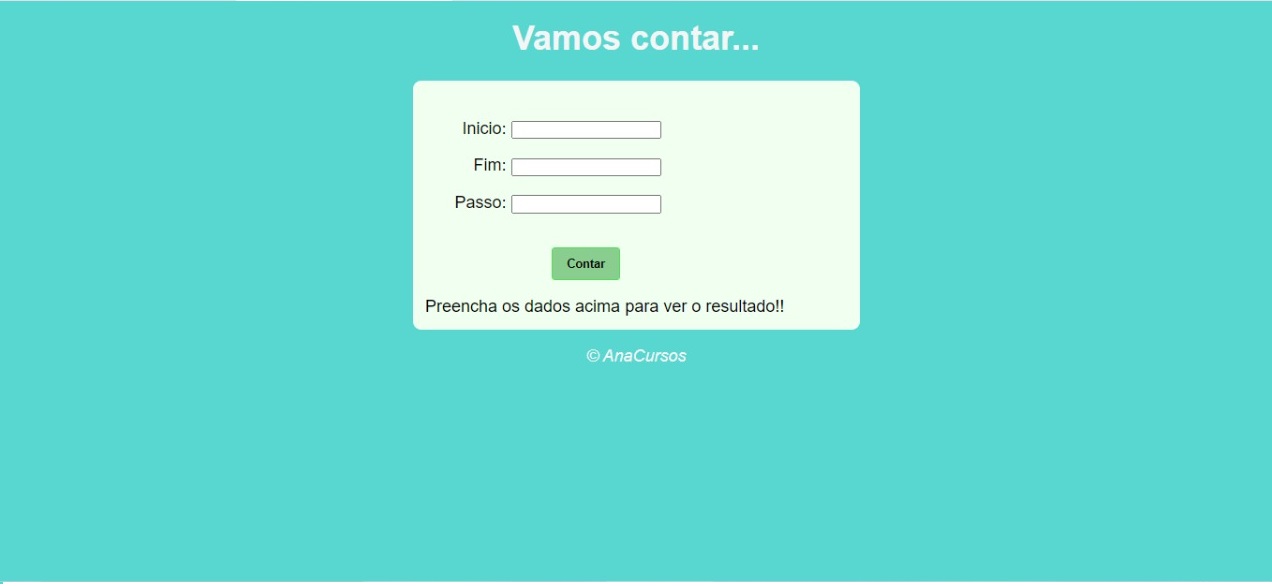 Vamos contar...
Inicio:
Fim:
Passo:
Contar
Preencha os dados acima para ver o resultado!!
© AnaCursos